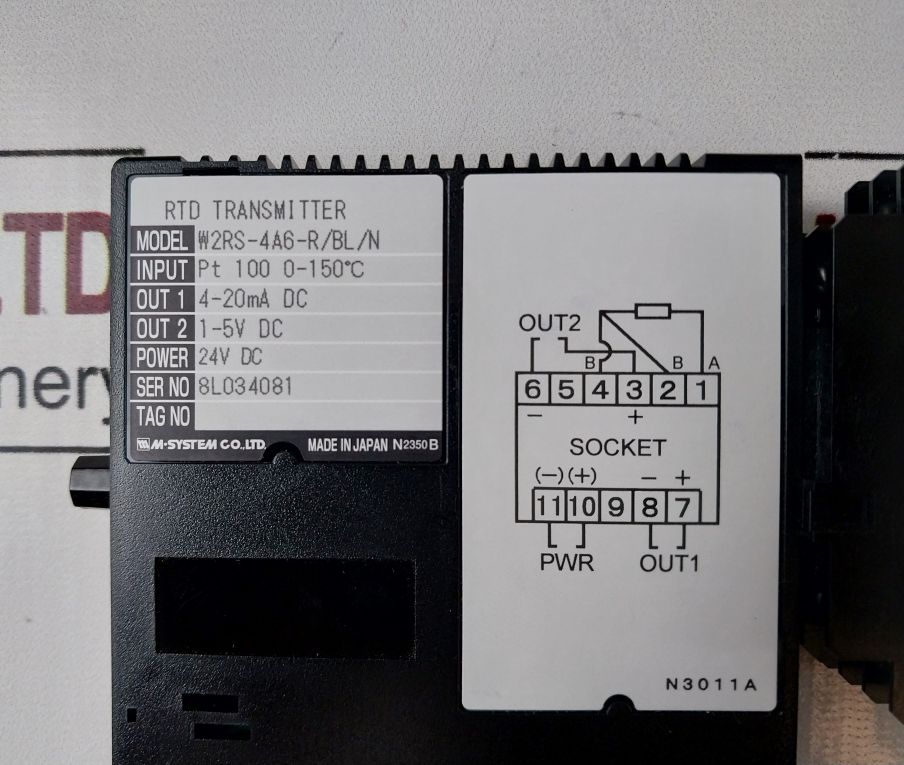 RTD TRANSMITTER
MODEL W2RS-4A6-R/BL/N
INPUT Pt 100 0-150℃
OUT 1 4-20mA DC
OUT 2 1-5V DC
POWER 24V DC
SER NO 8L034081
TAG NO
M-SYSTEM CO.,LTD. MADE IN JAPAN N2350B
OUT2
B B A
6 5 4 3 2 1
− +
SOCKET
(−) (+) − +
11 10 9 8 7
PWR OUT1
N3011A
LTD
nery